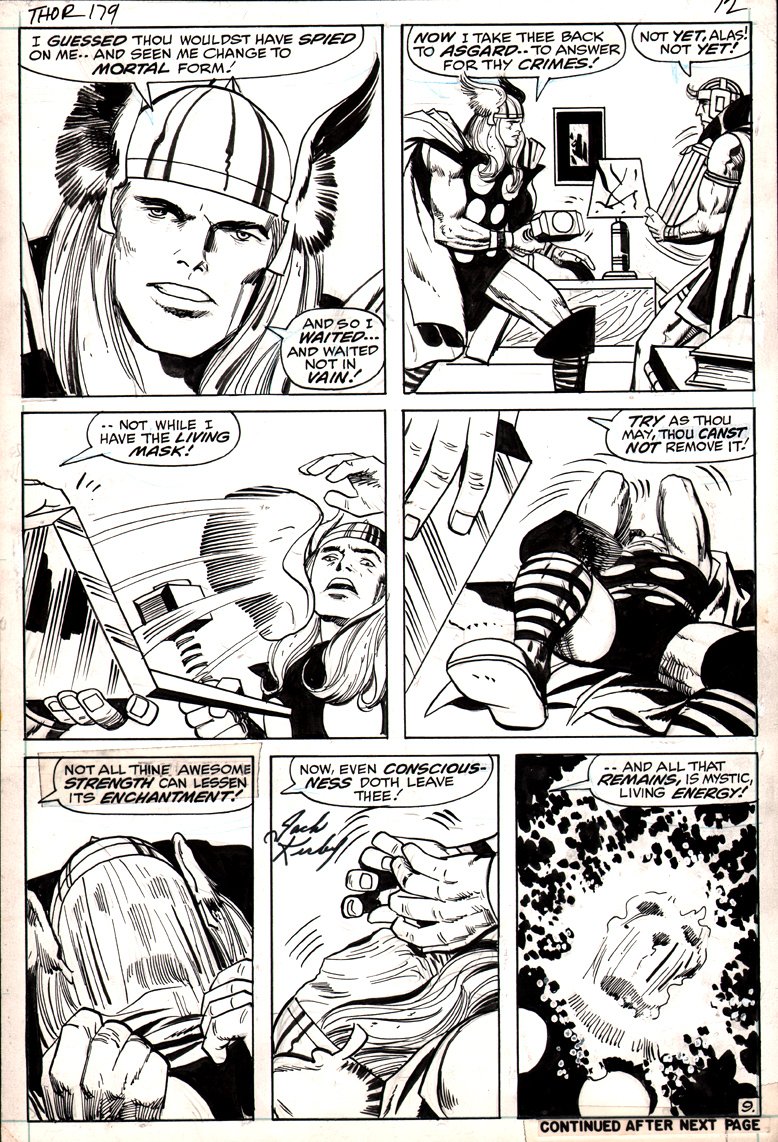 THOR 179
12
I GUESSED THOU WOULDST HAVE SPIED
ON ME-- AND SEEN ME CHANGE TO
MORTAL FORM!
AND SO I
WAITED...
AND WAITED
NOT IN
VAIN!
NOW I TAKE THEE BACK
TO ASGARD-- TO ANSWER
FOR THY CRIMES!
NOT YET, ALAS!
NOT YET!
-- NOT WHILE I
HAVE THE LIVING
MASK!
TRY AS THOU
MAY, THOU CANST
NOT REMOVE IT!
NOT ALL THINE AWESOME
STRENGTH CAN LESSEN
ITS ENCHANTMENT!
NOW, EVEN CONSCIOUS-
NESS DOTH LEAVE
THEE!
Jack
Kirby
-- AND ALL THAT
REMAINS, IS MYSTIC,
LIVING ENERGY!
9.
CONTINUED AFTER NEXT PAGE